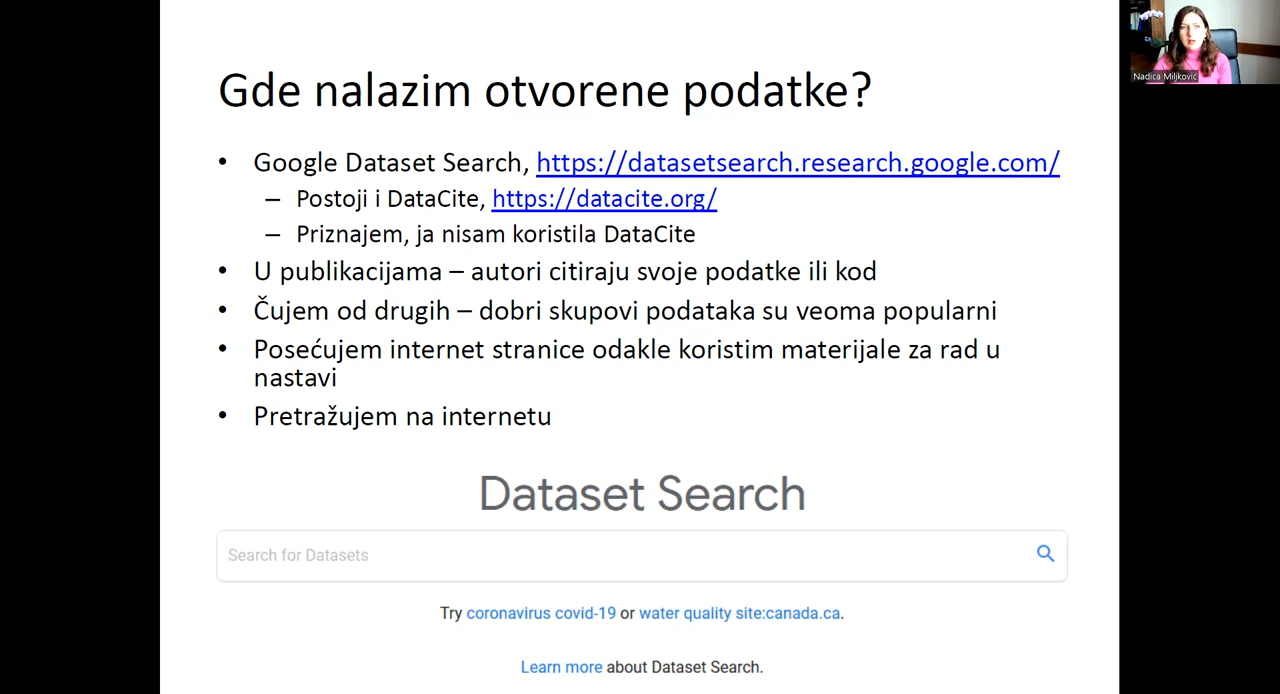 Gde nalazim otvorene podatke?
• Google Dataset Search, https://datasetsearch.research.google.com/
– Postoji i DataCite, https://datacite.org/
– Priznajem, ja nisam koristila DataCite
• U publikacijama – autori citiraju svoje podatke ili kod
• Čujem od drugih – dobri skupovi podataka su veoma popularni
• Posećujem internet stranice odakle koristim materijale za rad u
nastavi
• Pretražujem na internetu
Dataset Search
Search for Datasets
Try coronavirus covid-19 or water quality site:canada.ca.
Learn more about Dataset Search.
Nadica Miljković